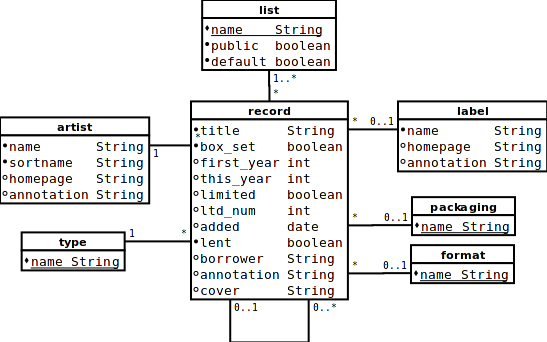 list
name String
public boolean
default boolean
1..*
*
artist
name String
sortname String
homepage String
annotation String
1
*
record
title String
box_set boolean
first_year int
this_year int
limited boolean
ltd_num int
added date
lent boolean
borrower String
annotation String
cover String
* 0..1
label
name String
homepage String
annotation String
* 0..1
packaging
name String
type
name String
1 *
* 0..1
format
name String
0..1 0..*